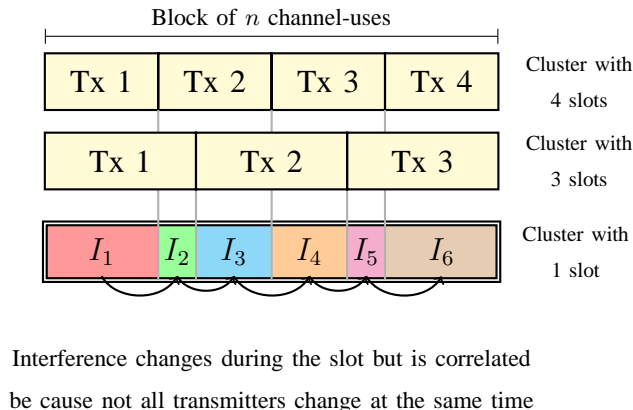 Block of n channel-uses
Tx 1 Tx 2 Tx 3 Tx 4
Cluster with
4 slots
Tx 1 Tx 2 Tx 3
Cluster with
3 slots
I₁ I₂ I₃ I₄ I₅ I₆
Cluster with
1 slot
Interference changes during the slot but is correlated
be cause not all transmitters change at the same time